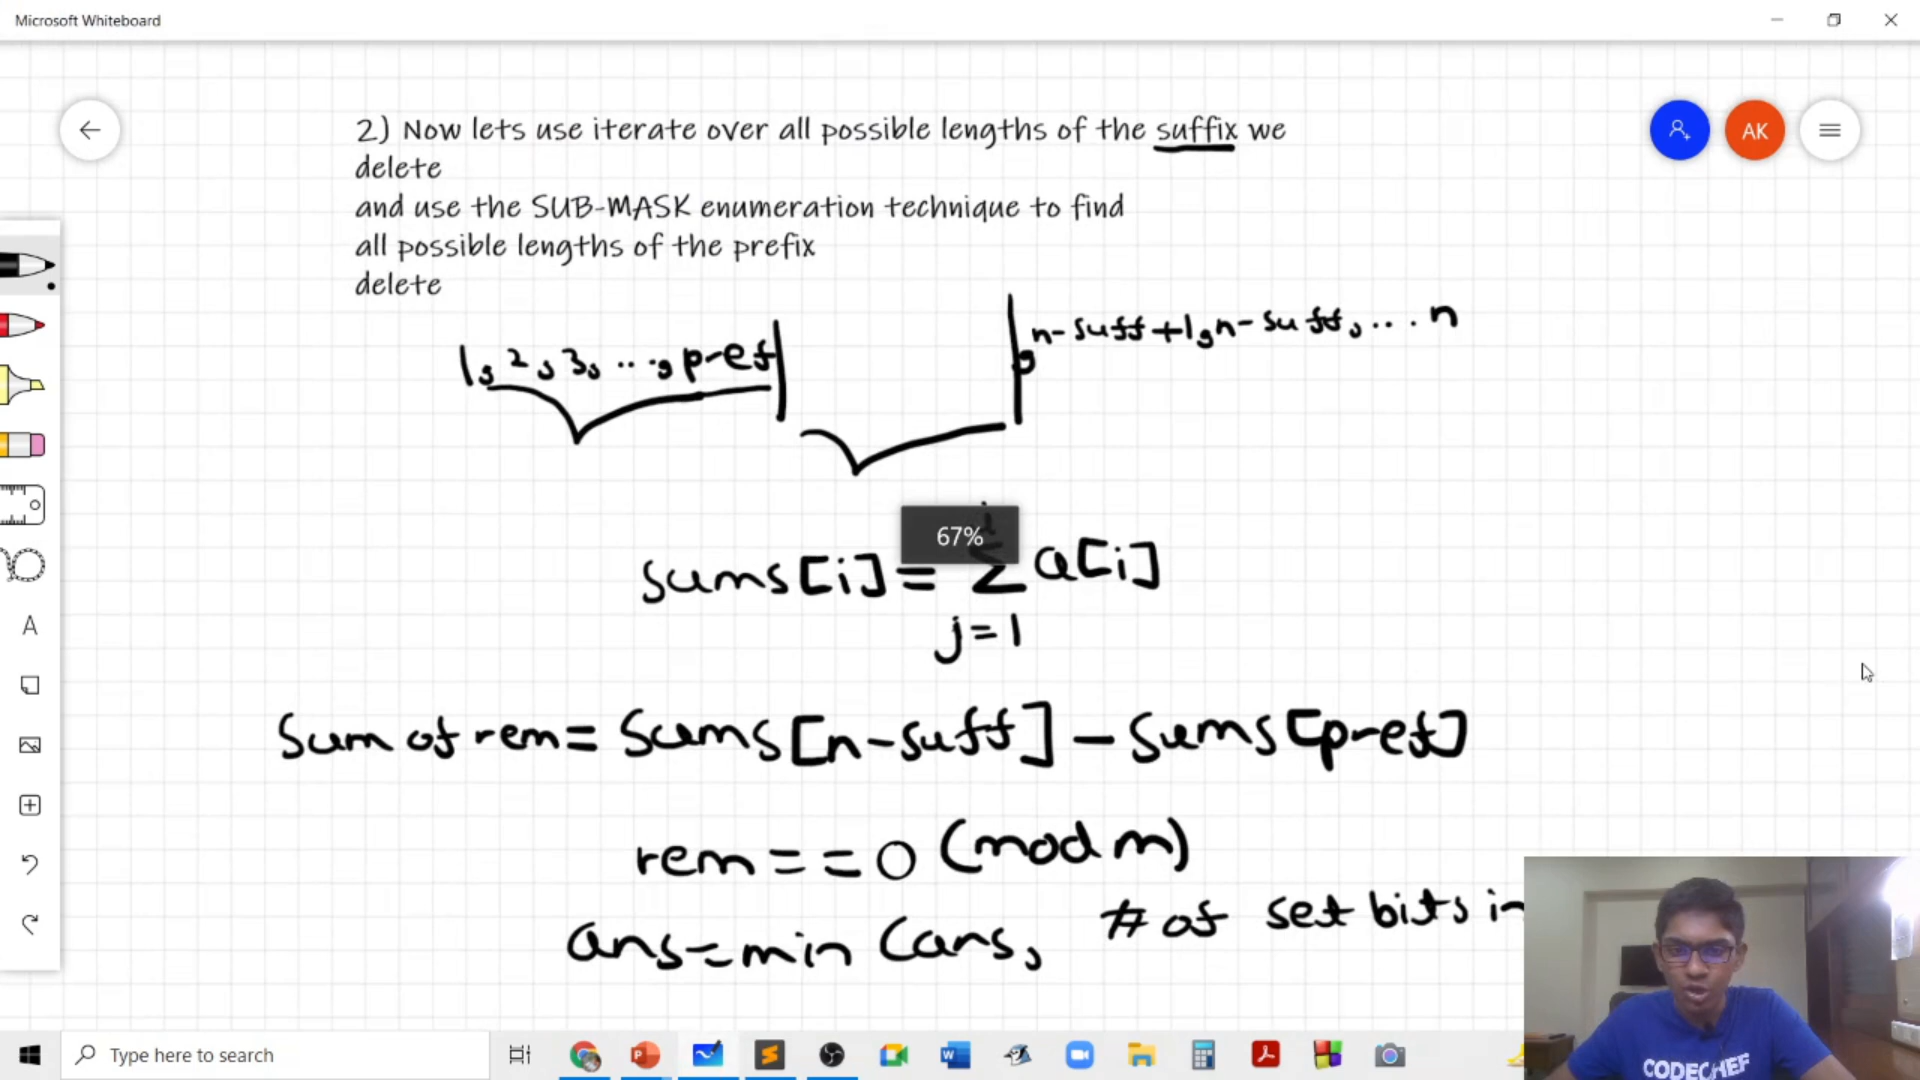 Microsoft Whiteboard
2) Now lets use iterate over all possible lengths of the suffix we
delete
and use the SUB-MASK enumeration technique to find
all possible lengths of the prefix
delete
AK
1, 2, 3, ..., pref
, n-suff+1, n-suff, ... n
67%
sums[i] = Σ a[i]
i
j=1
A
Sum of rem = Sums[n-suff] - Sums[pref]
rem == 0 (mod m)
ans = min (ans, # of set bits in
Type here to search
CODECHEF